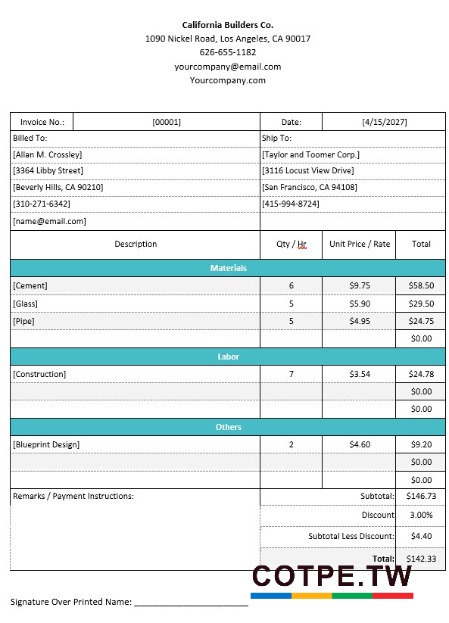 California Builders Co.
1090 Nickel Road, Los Angeles, CA 90017
626-655-1182
yourcompany@email.com
Yourcompany.com
Invoice No.: [00001] Date: [4/15/2027]
Billed To: Ship To:
[Allan M. Crossley] [Taylor and Toomer Corp.]
[3364 Libby Street] [3116 Locust View Drive]
[Beverly Hills, CA 90210] [San Francisco, CA 94108]
[310-271-6342] [415-994-8724]
[name@email.com]
Description Qty / Hr Unit Price / Rate Total
Materials
[Cement] 6 $9.75 $58.50
[Glass] 5 $5.90 $29.50
[Pipe] 5 $4.95 $24.75
$0.00
Labor
[Construction] 7 $3.54 $24.78
$0.00
$0.00
Others
[Blueprint Design] 2 $4.60 $9.20
$0.00
$0.00
Remarks / Payment Instructions: Subtotal: $146.73
Discount 3.00%
Subtotal Less Discount: $4.40
Total: $142.33
COTPE.TW
Signature Over Printed Name: ____________________